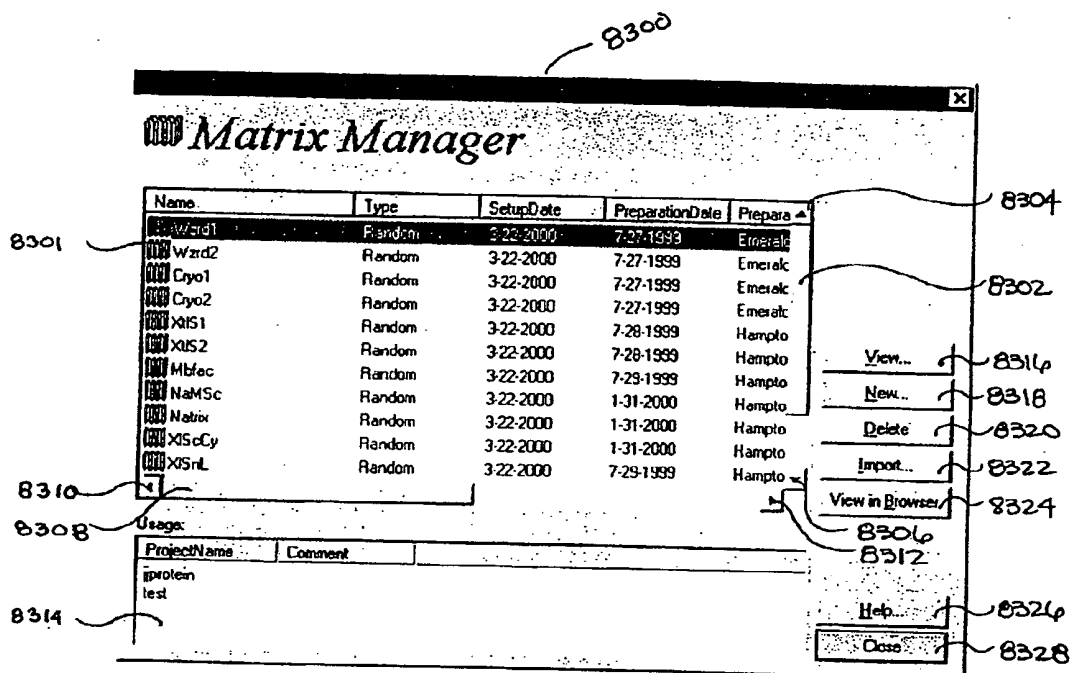 8300
Matrix Manager
Name Type SetupDate PreparationDate Prepara
8304
8301
Wzrd1 Random 3-22-2000 7-27-1999 Emeralc
Wzrd2 Random 3-22-2000 7-27-1999 Emeralc
Cryo1 Random 3-22-2000 7-27-1999 Emeralc
8302
Cryo2 Random 3-22-2000 7-27-1999 Emeralc
XtlS1 Random 3-22-2000 7-28-1999 Hampto
XtlS2 Random 3-22-2000 7-28-1999 Hampto
View... 8316
Mbfac Random 3-22-2000 7-29-1999 Hampto
NaMSc Random 3-22-2000 1-31-2000 Hampto
New... 8318
Natrix Random 3-22-2000 1-31-2000 Hampto
Delete 8320
XlScCy Random 3-22-2000 1-31-2000 Hampto
XlSnL Random 3-22-2000 7-29-1999 Hampto
Import... 8322
8310
View in Browser 8324
8308
8306
8312
Usage:
ProjectName Comment
test
8314
Help... 8326
Close 8328